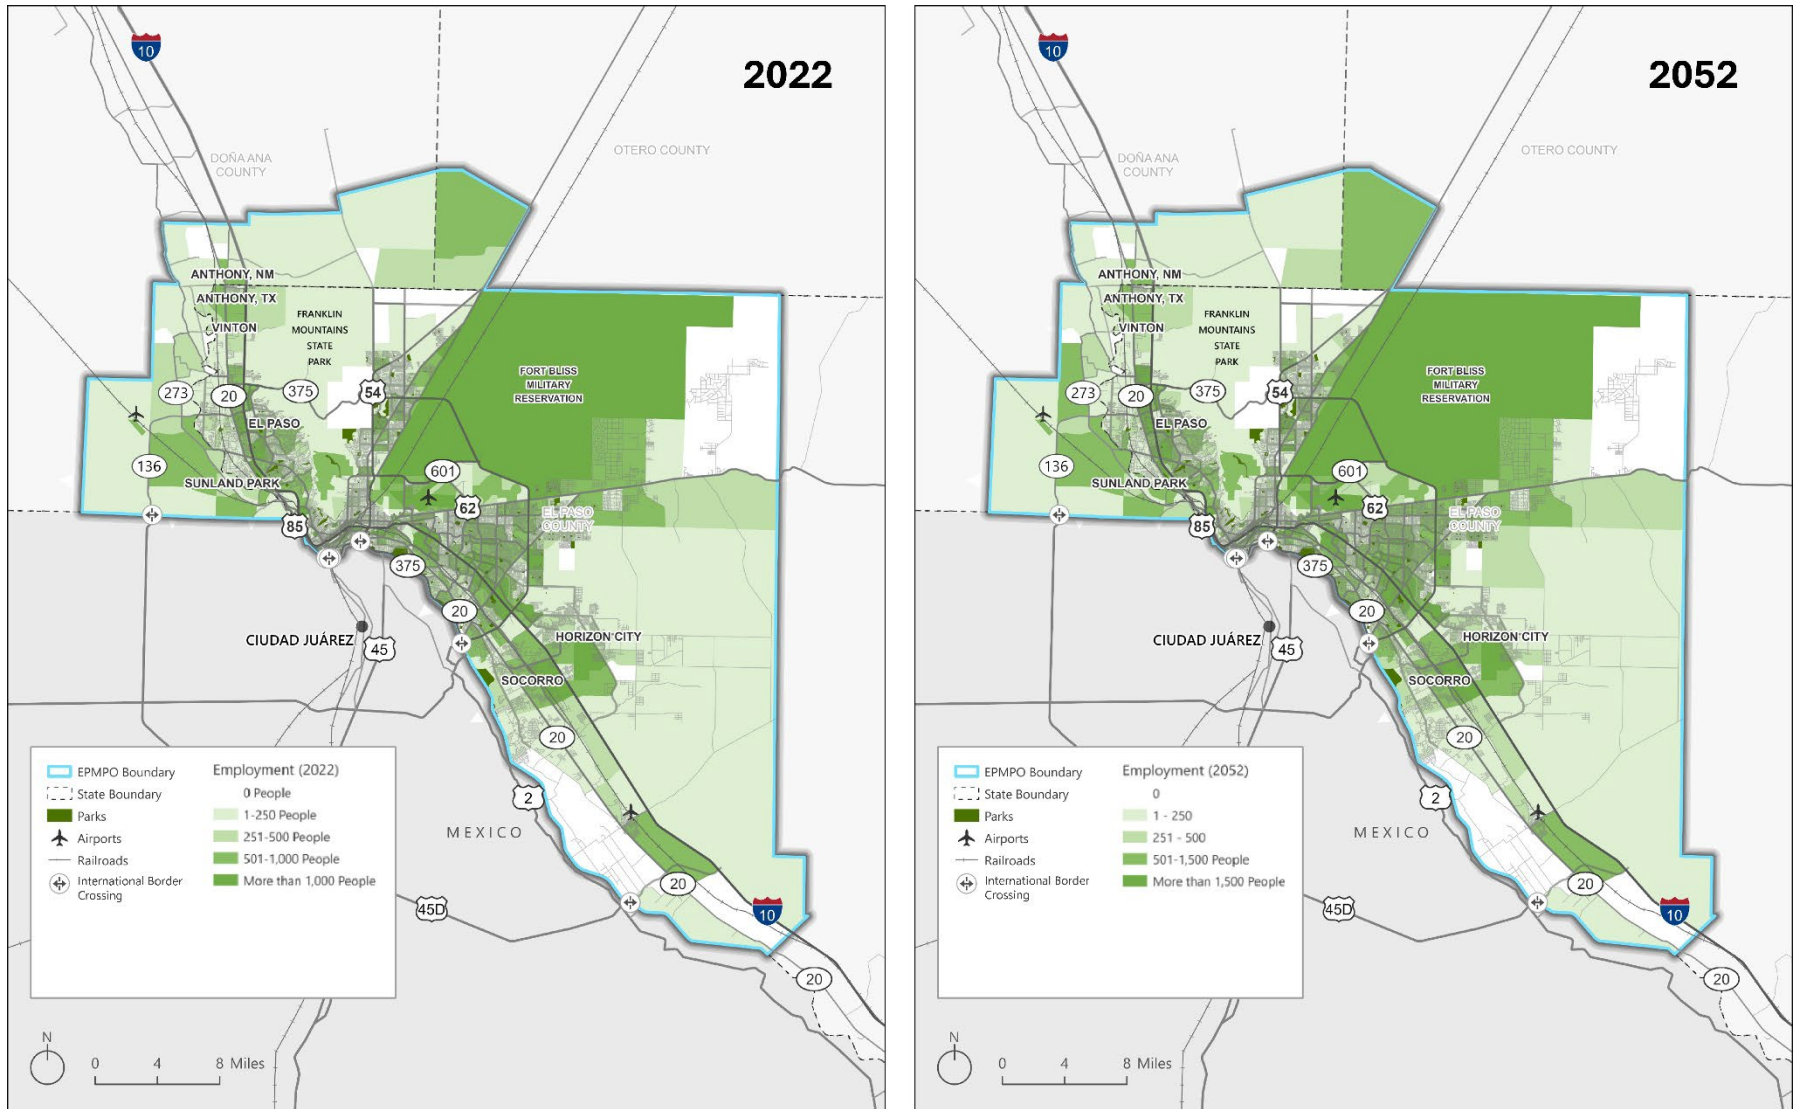 10
2022
DOÑA ANA
COUNTY
OTERO COUNTY
ANTHONY, NM
ANTHONY, TX
VINTON
FRANKLIN
MOUNTAINS
STATE
PARK
FORT BLISS
MILITARY
RESERVATION
273
20
375
54
EL PASO
136
601
SUNLAND PARK
62
85
EL PASO
COUNTY
375
20
CIUDAD JUÁREZ
45
HORIZON CITY
SOCORRO
20
2
MEXICO
20
10
45D
20
EPMPO Boundary
State Boundary
Parks
Airports
Railroads
International Border
Crossing
Employment (2022)
0 People
1-250 People
251-500 People
501-1,000 People
More than 1,000 People
N
0 4 8 Miles
10
2052
DOÑA ANA
COUNTY
OTERO COUNTY
ANTHONY, NM
ANTHONY, TX
VINTON
FRANKLIN
MOUNTAINS
STATE
PARK
FORT BLISS
MILITARY
RESERVATION
273
20
375
54
EL PASO
136
601
SUNLAND PARK
62
85
EL PASO
COUNTY
375
20
CIUDAD JUÁREZ
45
HORIZON CITY
SOCORRO
20
2
MEXICO
20
10
45D
20
EPMPO Boundary
State Boundary
Parks
Airports
Railroads
International Border
Crossing
Employment (2052)
0
1 - 250
251 - 500
501-1,500 People
More than 1,500 People
N
0 4 8 Miles